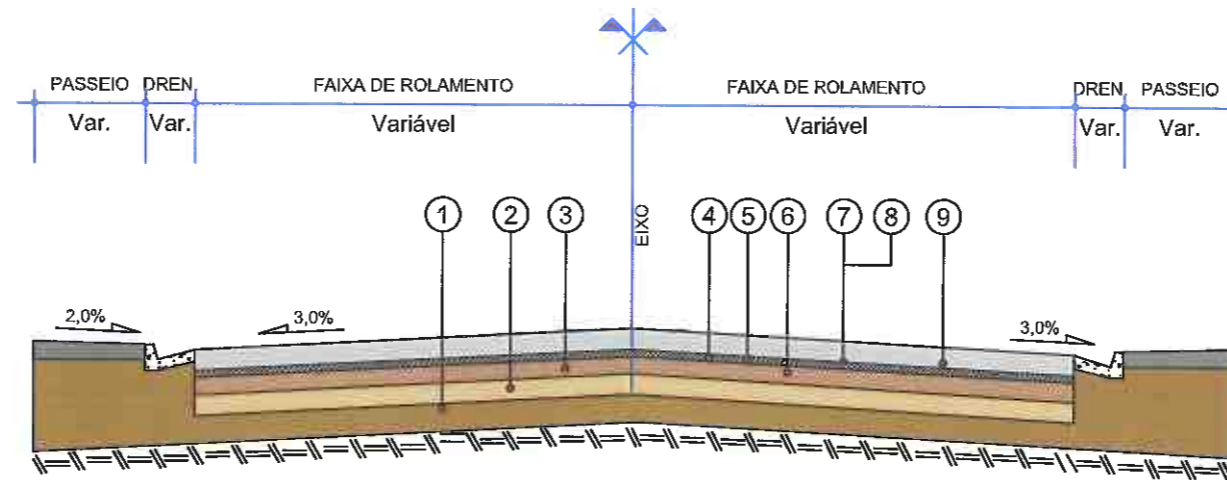 PASSEIO DREN FAIXA DE ROLAMENTO FAIXA DE ROLAMENTO DREN PASSEIO
Var. Var. Variável Variável Var. Var.
1 2 3 4 5 6 7 8 9
EIXO
2,0% 3,0% 3,0%